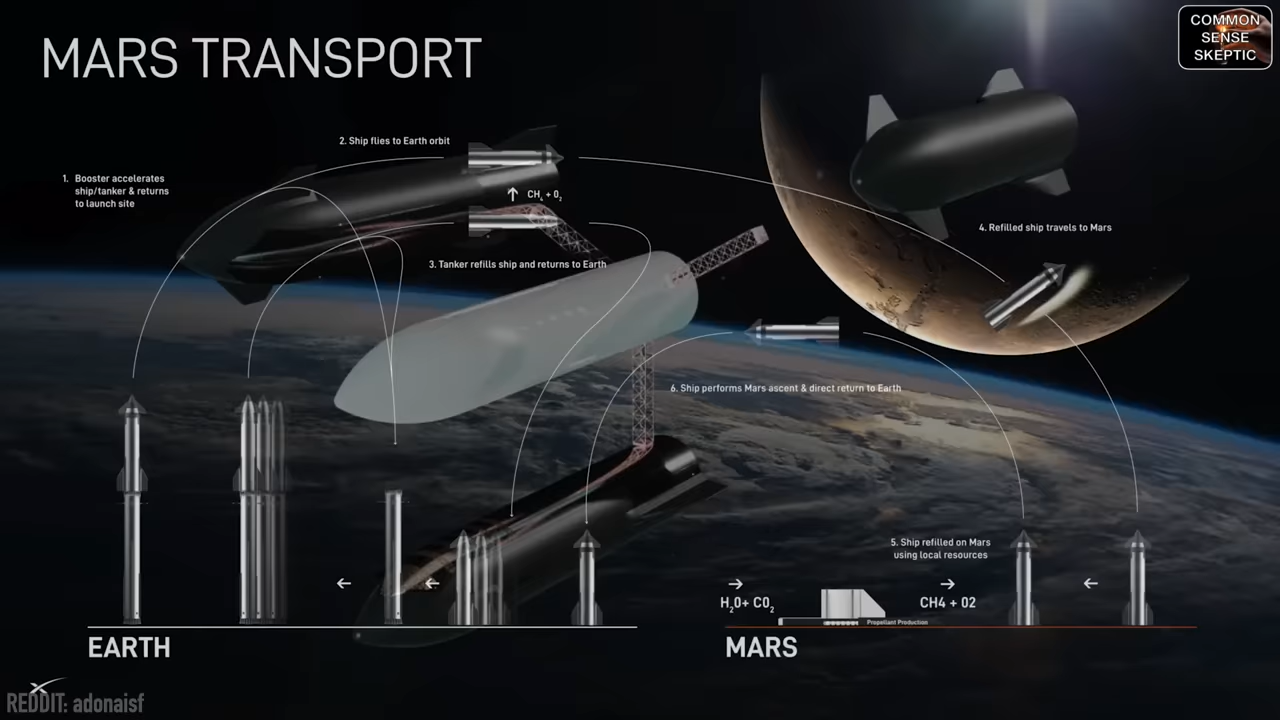 MARS TRANSPORT
COMMON
SENSE
SKEPTIC
2. Ship flies to Earth orbit
1. Booster accelerates
ship/tanker & returns
to launch site
CH₄ + O₂
3. Tanker refills ship and returns to Earth
4. Refilled ship travels to Mars
6. Ship performs Mars ascent & direct return to Earth
5. Ship refilled on Mars
using local resources
H₂0+ C0₂
CH4 + 02
Propellant Production
EARTH
MARS
REDDIT: adonaisf